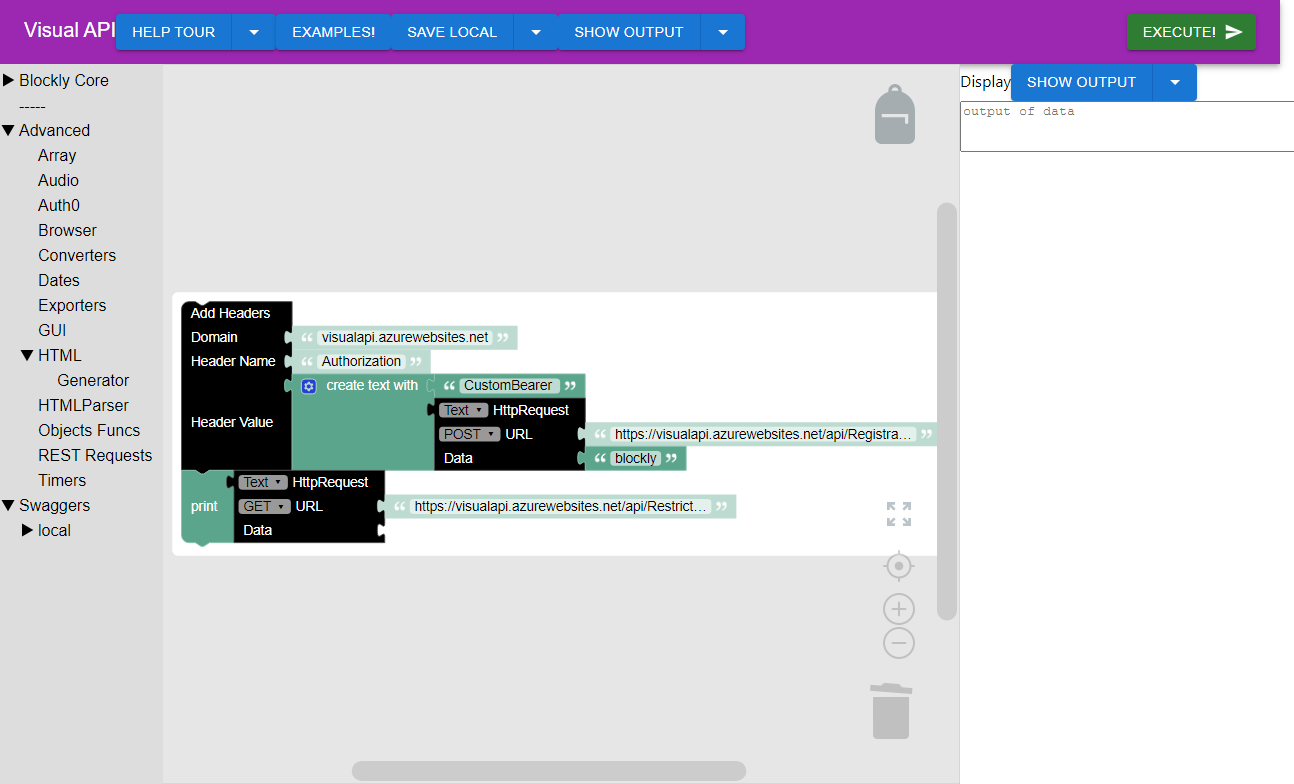 Visual API HELP TOUR EXAMPLES! SAVE LOCAL SHOW OUTPUT EXECUTE!
Blockly Core
-----
Advanced
Array
Audio
Auth0
Browser
Converters
Dates
Exporters
GUI
HTML
Generator
HTMLParser
Objects Funcs
REST Requests
Timers
Swaggers
local
Add Headers
Domain “ visualapi.azurewebsites.net ”
Header Name “ Authorization ”
Header Value create text with “ CustomBearer ”
Text HttpRequest
POST URL “ https://visualapi.azurewebsites.net/api/Registra... ”
Data “ blockly ”
print Text HttpRequest
GET URL “ https://visualapi.azurewebsites.net/api/Restrict... ”
Data
Display SHOW OUTPUT
output of data